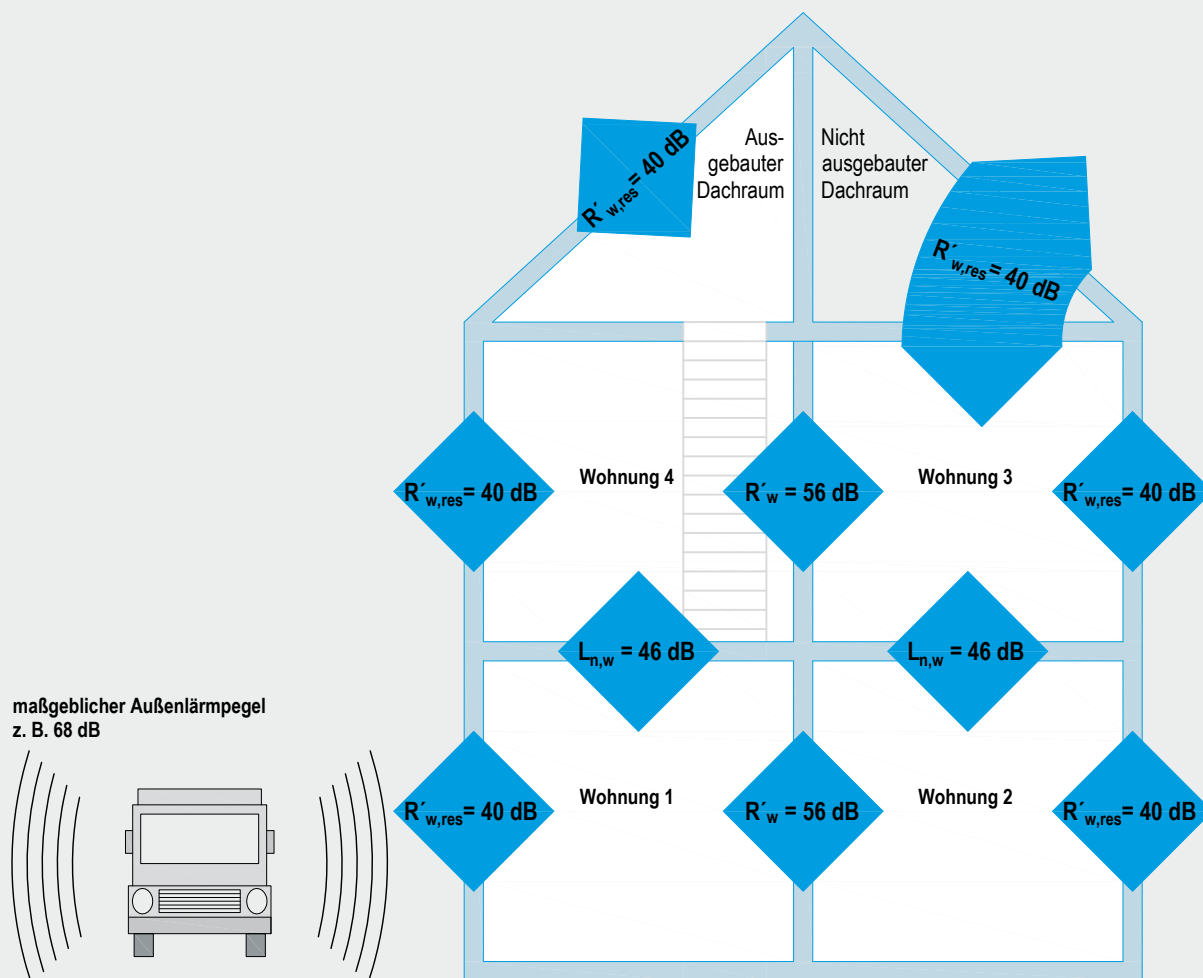 Aus-
gebauter
Dachraum
Nicht
ausgebauter
Dachraum
R´w,res = 40 dB
R´w,res = 40 dB
Wohnung 4
Wohnung 3
R´w,res = 40 dB
R´w = 56 dB
R´w,res = 40 dB
Ln,w = 46 dB
Ln,w = 46 dB
maßgeblicher Außenlärmpegel
z. B. 68 dB
Wohnung 1
Wohnung 2
R´w,res = 40 dB
R´w = 56 dB
R´w,res = 40 dB